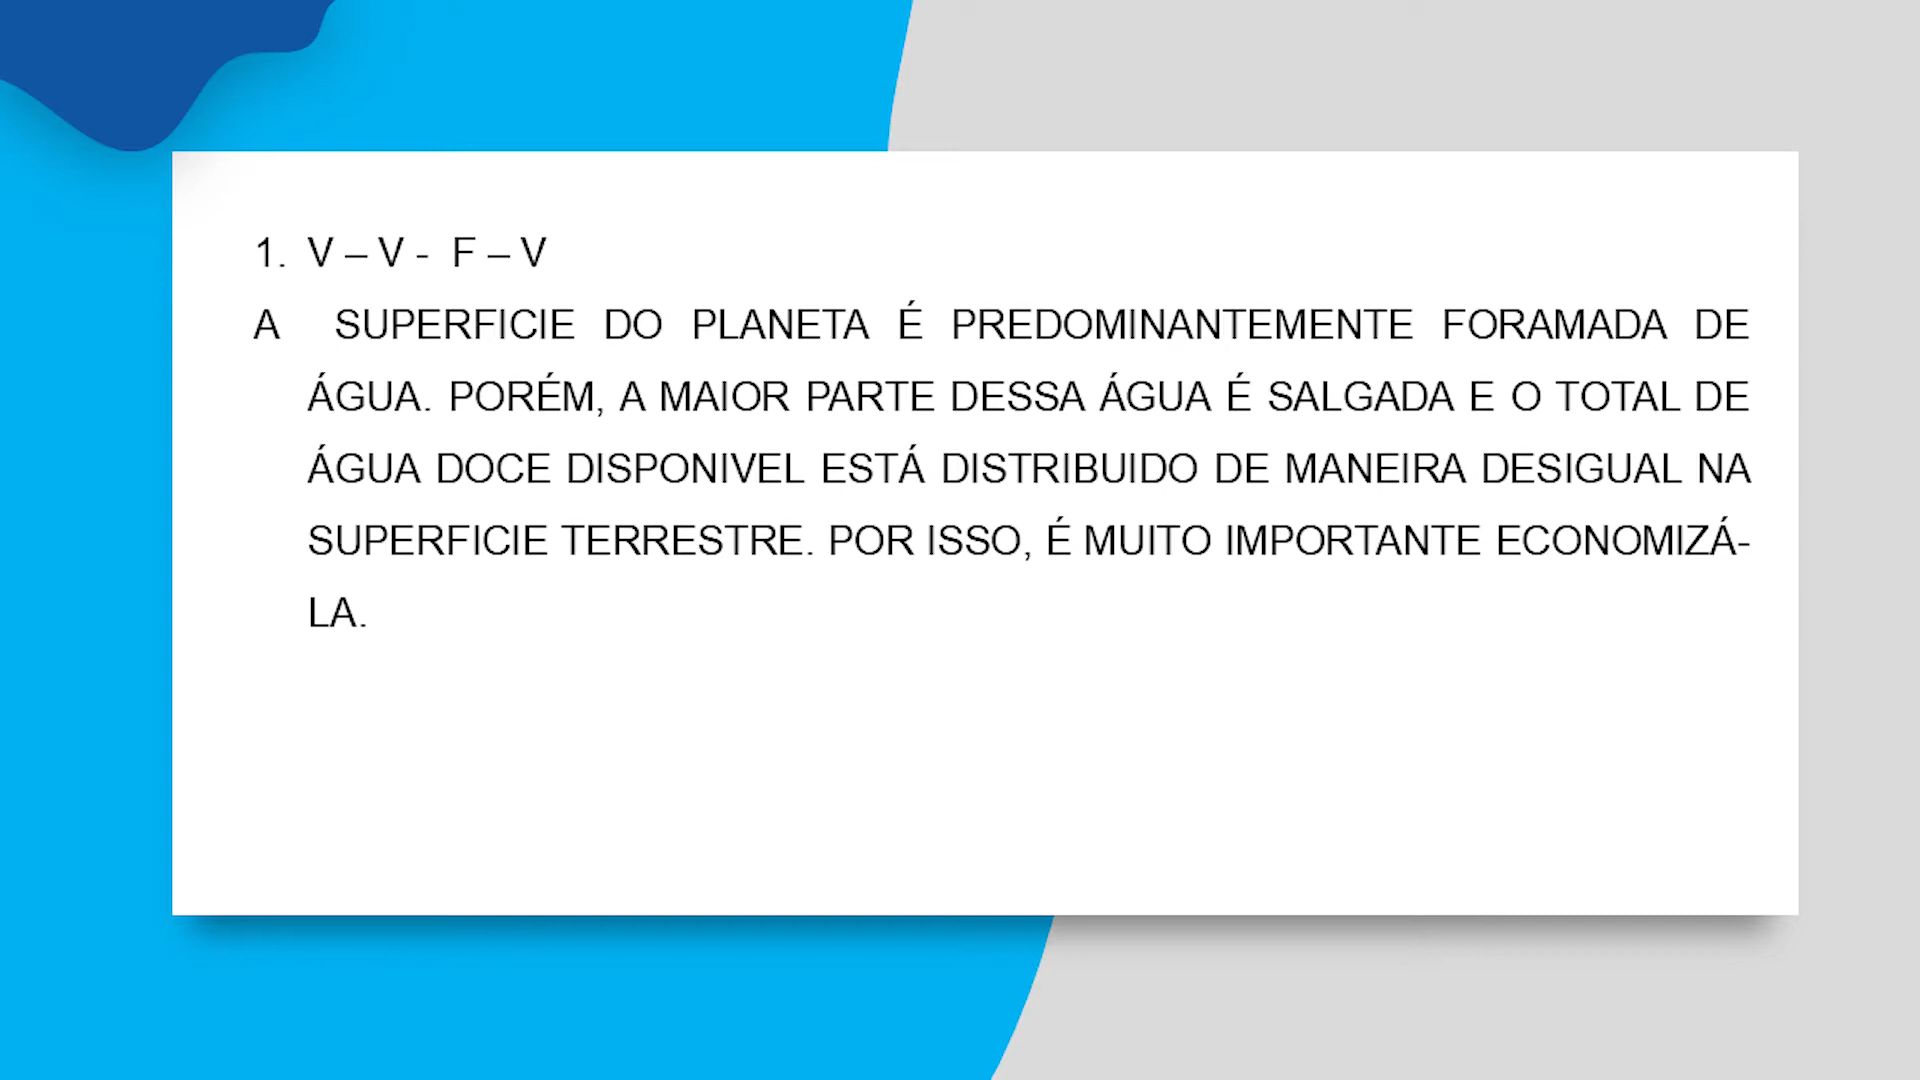 1. V – V - F – V
A SUPERFICIE DO PLANETA É PREDOMINANTEMENTE FORAMADA DE
ÁGUA. PORÉM, A MAIOR PARTE DESSA ÁGUA É SALGADA E O TOTAL DE
ÁGUA DOCE DISPONIVEL ESTÁ DISTRIBUIDO DE MANEIRA DESIGUAL NA
SUPERFICIE TERRESTRE. POR ISSO, É MUITO IMPORTANTE ECONOMIZÁ-
LA.